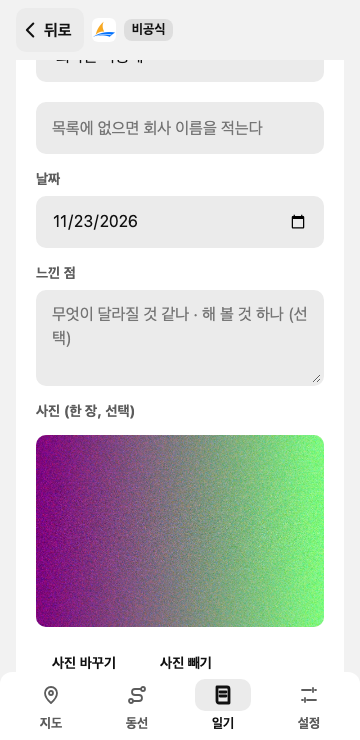 뒤로
비공식
목록에 없으면 회사 이름을 적는다
날짜
11/23/2026
느낀 점
무엇이 달라질 것 같나 · 해 볼 것 하나 (선
택)
사진 (한 장, 선택)
사진 바꾸기
사진 빼기
지도
동선
일기
설정